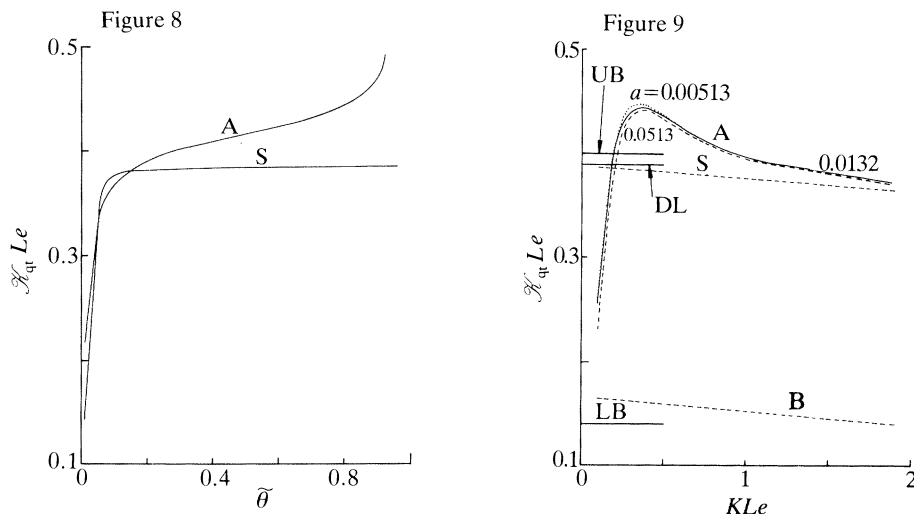 Figure 8
0.5
0.3
0.1
𝒦qt Le
A
S
0
0.4
0.8
θ̃
Figure 9
0.5
0.3
0.1
𝒦qt Le
UB
a=0.00513
0.0513
A
S
0.0132
DL
LB
B
0
1
2
KLe